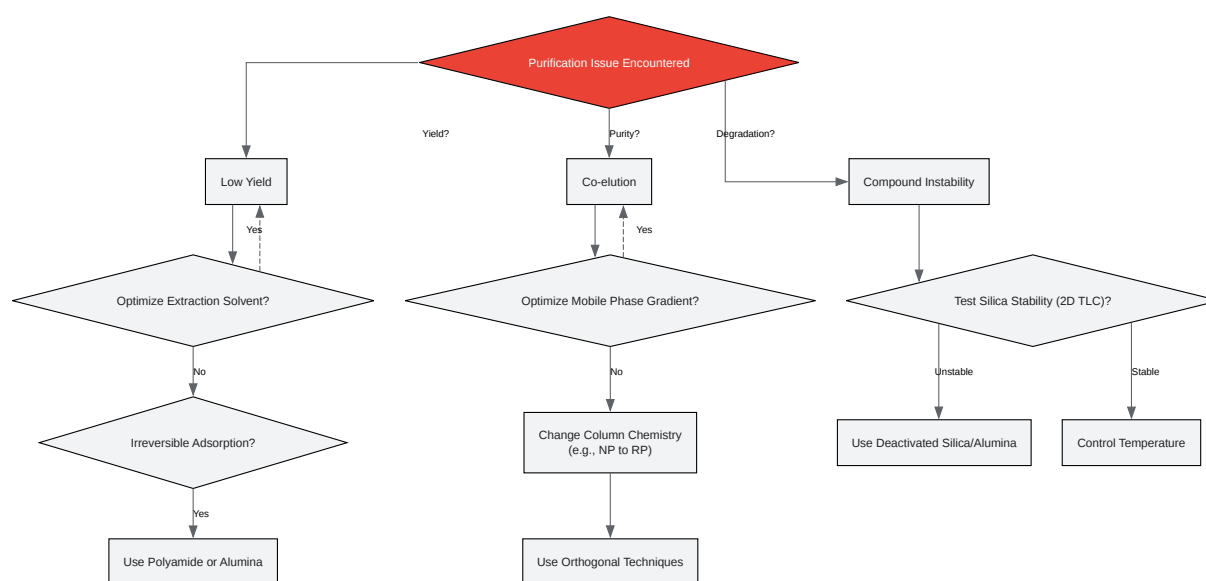 Purification Issue Encountered
Yield?
Purity?
Degradation?
Low Yield
Co-elution
Compound Instability
Yes
Yes
Optimize Extraction Solvent?
Optimize Mobile Phase Gradient?
Test Silica Stability (2D TLC)?
No
No
Unstable
Stable
Irreversible Adsorption?
Change Column Chemistry
(e.g., NP to RP)
Use Deactivated Silica/Alumina
Control Temperature
Yes
Use Polyamide or Alumina
Use Orthogonal Techniques